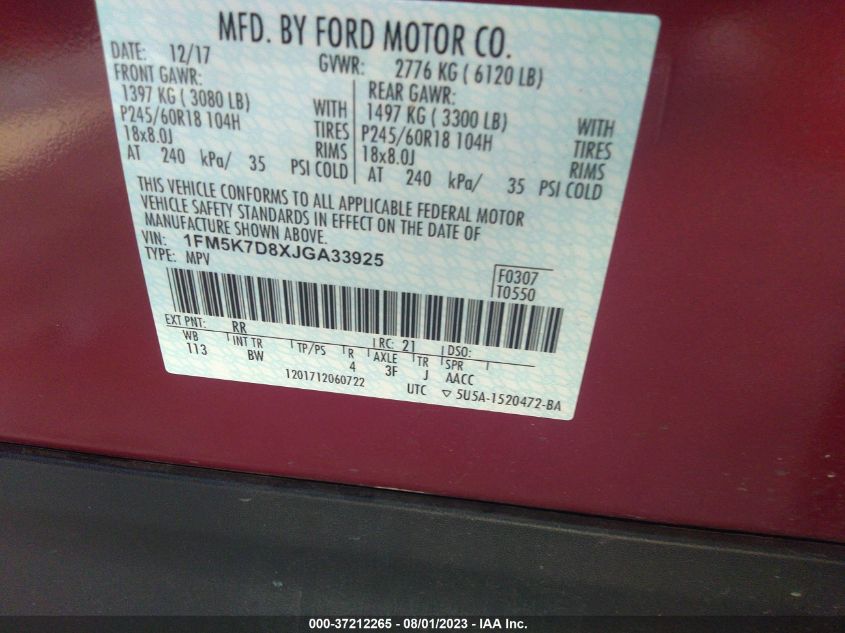 MFD. BY FORD MOTOR CO.
DATE: 12/17
GVWR: 2776 KG ( 6120 LB)
FRONT GAWR:
1397 KG ( 3080 LB) WITH
P245/60R18 104H TIRES
18x8.0J RIMS
AT 240 kPa/ 35 PSI COLD
REAR GAWR:
1497 KG ( 3300 LB) WITH
P245/60R18 104H TIRES
18x8.0J RIMS
AT 240 kPa/ 35 PSI COLD
THIS VEHICLE CONFORMS TO ALL APPLICABLE FEDERAL MOTOR
VEHICLE SAFETY STANDARDS IN EFFECT ON THE DATE OF
MANUFACTURE SHOWN ABOVE.
VIN: 1FM5K7D8XJGA33925
TYPE: MPV
F0307
T0550
EXT PNT: RR RC: 21 DSO:
WB INT TR TP/PS R AXLE TR SPR
113 BW 4 3F J AACC
1201712060722
UTC ▽ 5U5A-1520472-BA
000-37212265 - 08/01/2023 - IAA Inc.